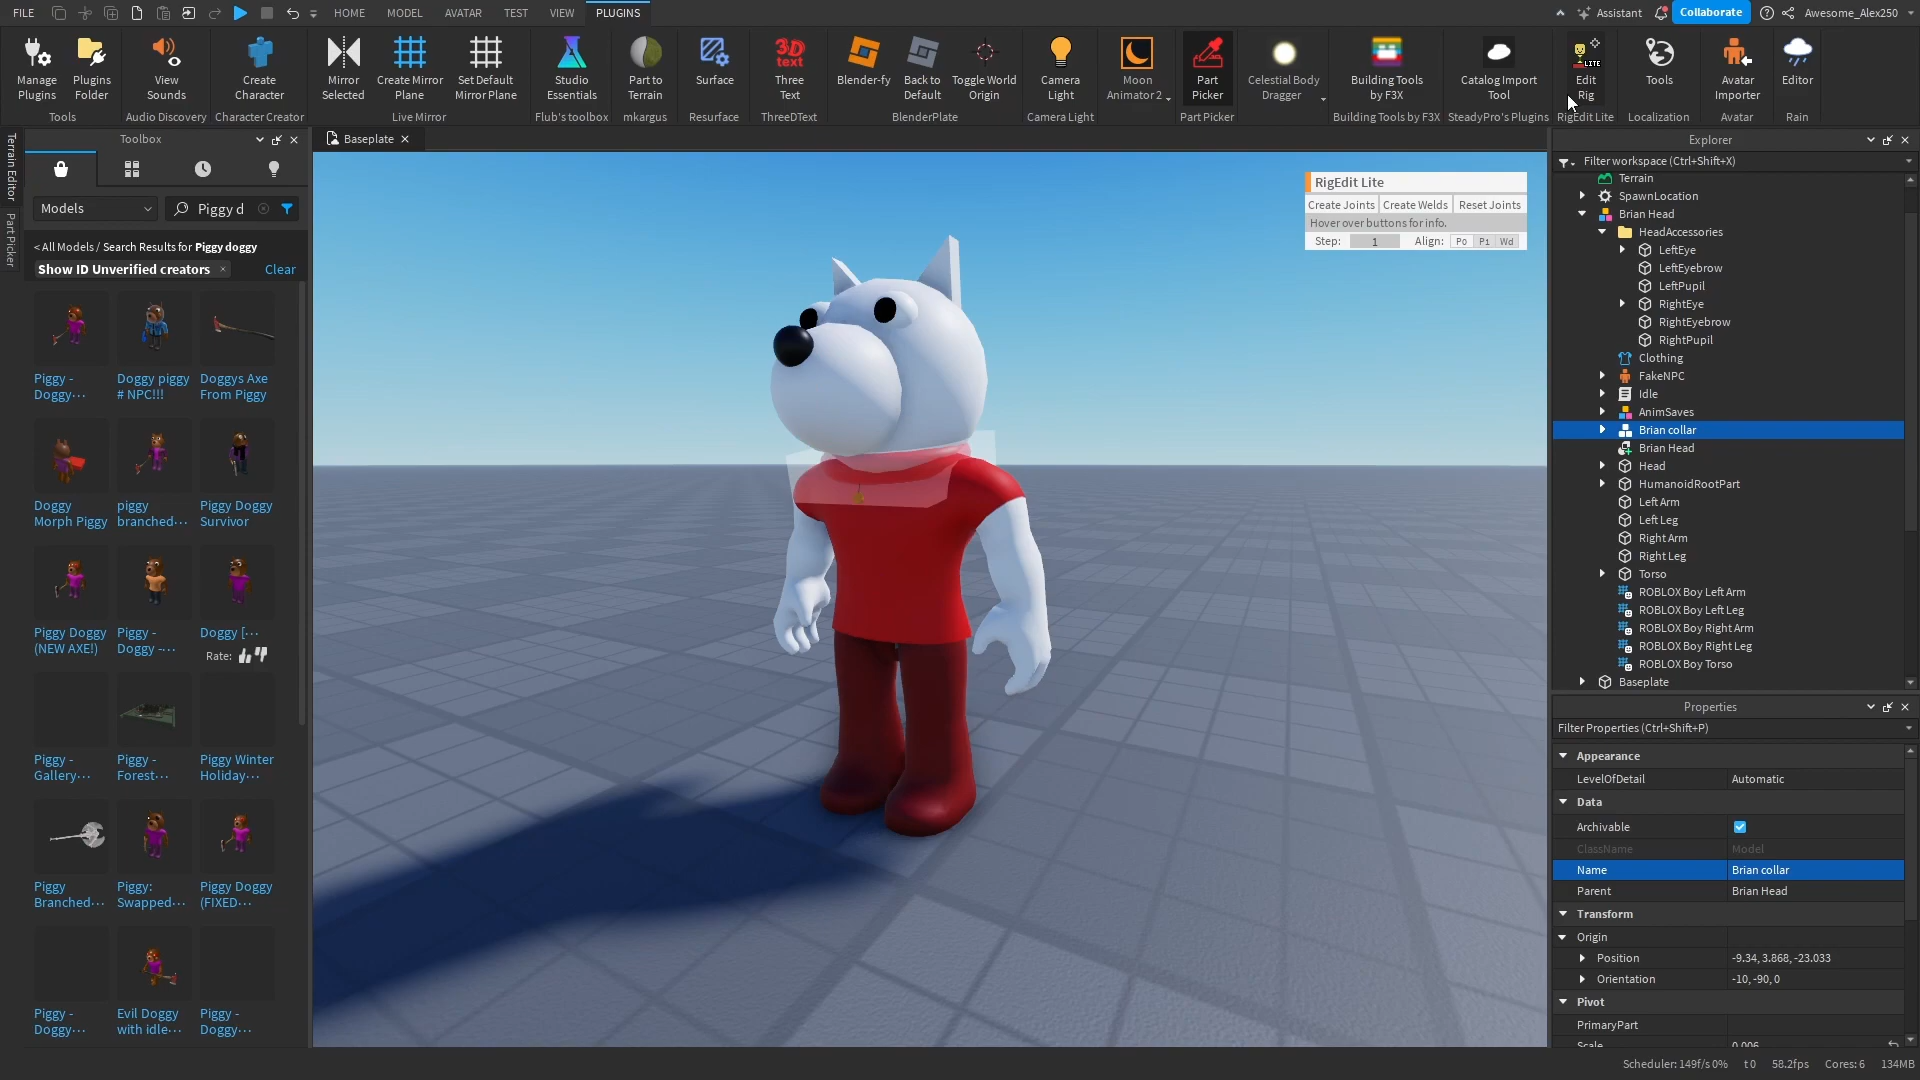 FILE
HOME
MODEL
AVATAR
TEST
VIEW
PLUGINS
Assistant
Collaborate
Awesome_Alex250
Manage Plugins
Plugins Folder
View Sounds
Create Character
Mirror Selected
Create Mirror Plane
Set Default Mirror Plane
Studio Essentials
Part to Terrain
Surface
3D text
Three Text
Blender-fy
Back to Default
Toggle World Origin
Camera Light
Moon Animator 2
Part Picker
Celestial Body Dragger
Building Tools by F3X
Catalog Import Tool
LITE
Edit Rig
Tools
Avatar Importer
Editor
Tools
Audio Discovery
Character Creator
Live Mirror
Flub's toolbox
mkargus
Resurface
ThreeDText
BlenderPlate
Camera Light
Part Picker
Building Tools by F3X
SteadyPro's Plugins
RigEdit Lite
Localization
Avatar
Rain
Terrain Editor
Part Picker
Toolbox
Models
Piggy d
< All Models / Search Results for Piggy doggy
Show ID Unverified creators ×
Clear
Piggy - Doggy...
Doggy piggy # NPC!!!
Doggys Axe From Piggy
Doggy Morph Piggy
piggy branched...
Piggy Doggy Survivor
Piggy Doggy (NEW AXE!)
Piggy - Doggy -...
Doggy [...
Rate:
Piggy - Gallery...
Piggy - Forest...
Piggy Winter Holiday...
Piggy Branched...
Piggy: Swapped...
Piggy Doggy (FIXED...
Piggy - Doggy...
Evil Doggy with idle...
Piggy - Doggy...
Baseplate ×
RigEdit Lite
Create Joints
Create Welds
Reset Joints
Hover over buttons for info.
Step: 1
Align: P0 P1 Wd
Explorer
Filter workspace (Ctrl+Shift+X)
Terrain
SpawnLocation
Brian Head
HeadAccessories
LeftEye
LeftEyebrow
LeftPupil
RightEye
RightEyebrow
RightPupil
Clothing
FakeNPC
Idle
AnimSaves
Brian collar
Brian Head
Head
HumanoidRootPart
Left Arm
Left Leg
Right Arm
Right Leg
Torso
ROBLOX Boy Left Arm
ROBLOX Boy Left Leg
ROBLOX Boy Right Arm
ROBLOX Boy Right Leg
ROBLOX Boy Torso
Baseplate
Properties
Filter Properties (Ctrl+Shift+P)
Appearance
LevelOfDetail Automatic
Data
Archivable
ClassName Model
Name Brian collar
Parent Brian Head
Transform
Origin
Position -9.34, 3.868, -23.033
Orientation -10, -90, 0
Pivot
PrimaryPart
Scale 0.006
Scheduler: 149f/s 0%
t 0
58.2fps
Cores: 6
134MB